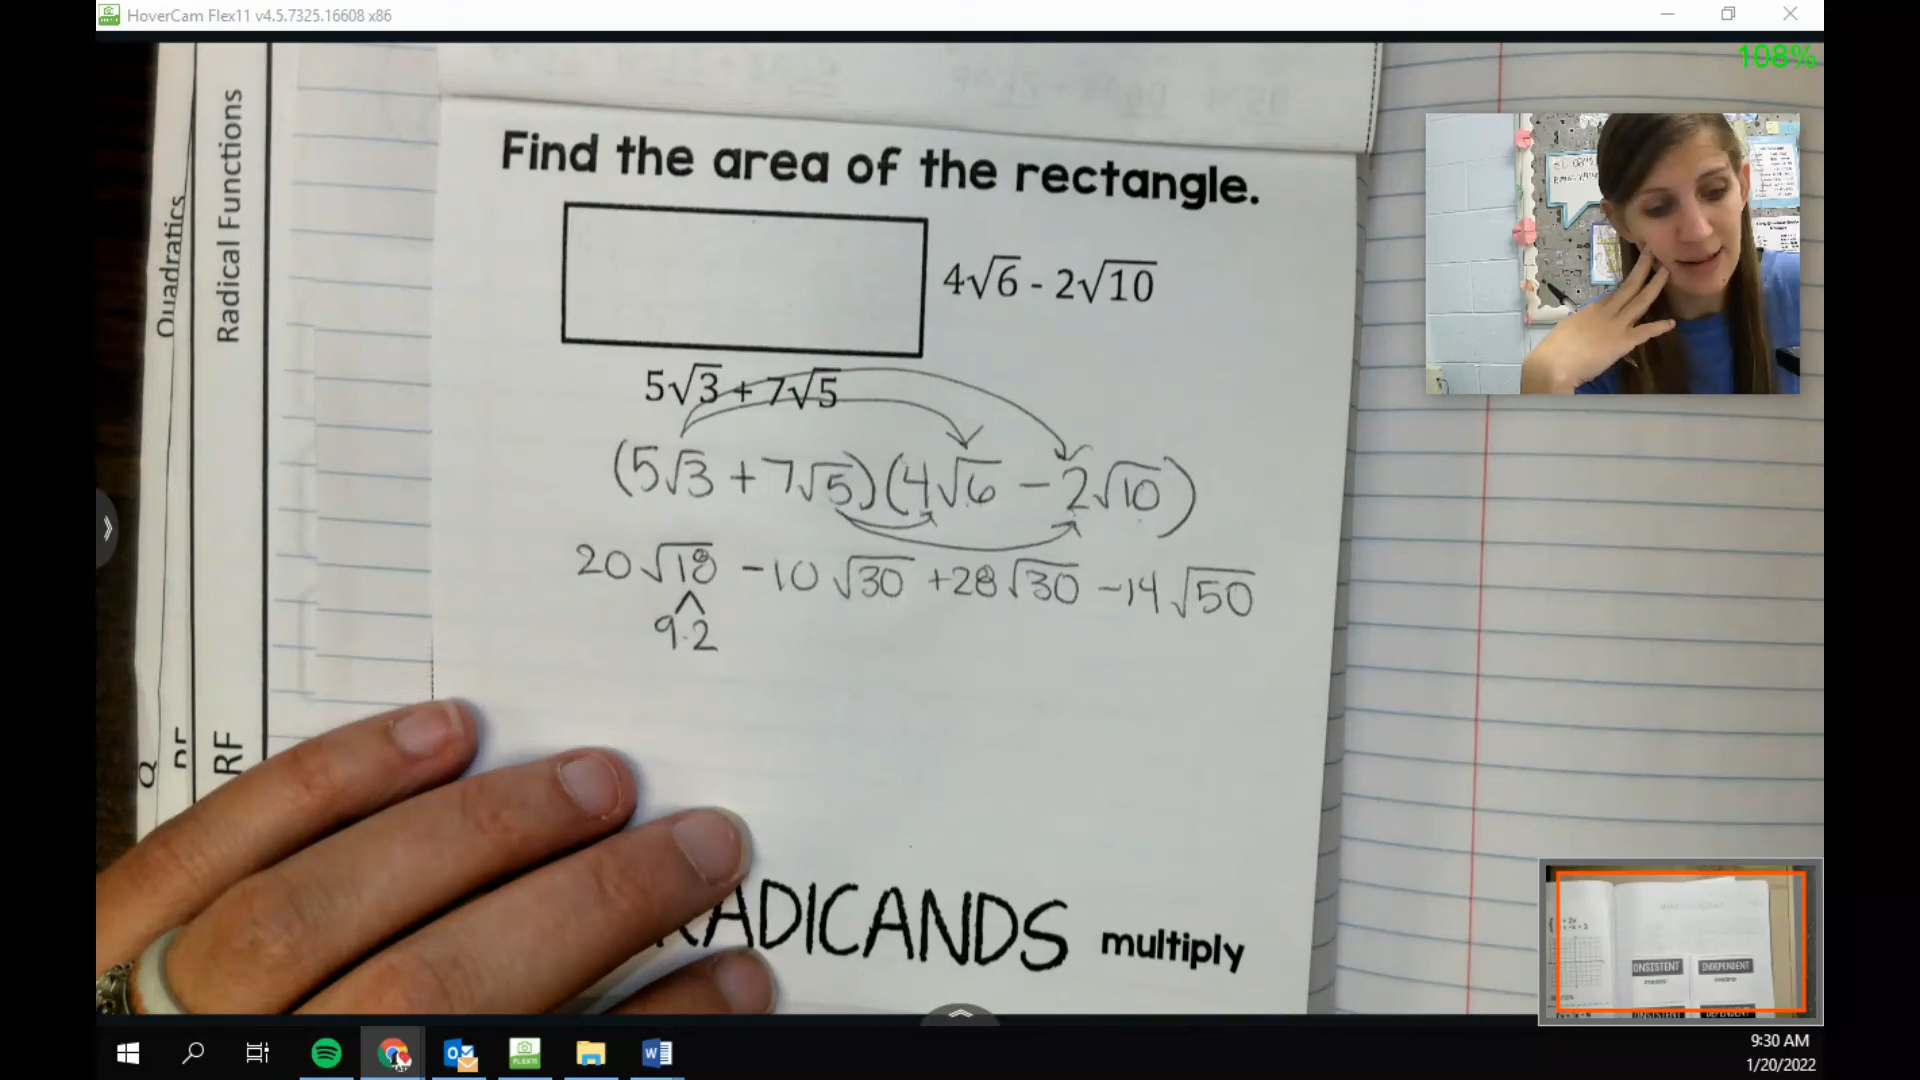 HoverCam Flex11 v4.5.7325.16608 x86
108%
Quadratics
Radical Functions
RF
Find the area of the rectangle.
4√6 - 2√10
5√3 + 7√5
(5√3 + 7√5)(4√6 - 2√10)
20√18 -10√30 +28√30 -14√50
9·2
RADICANDS multiply
INDEPENDENT
9:30 AM
1/20/2022